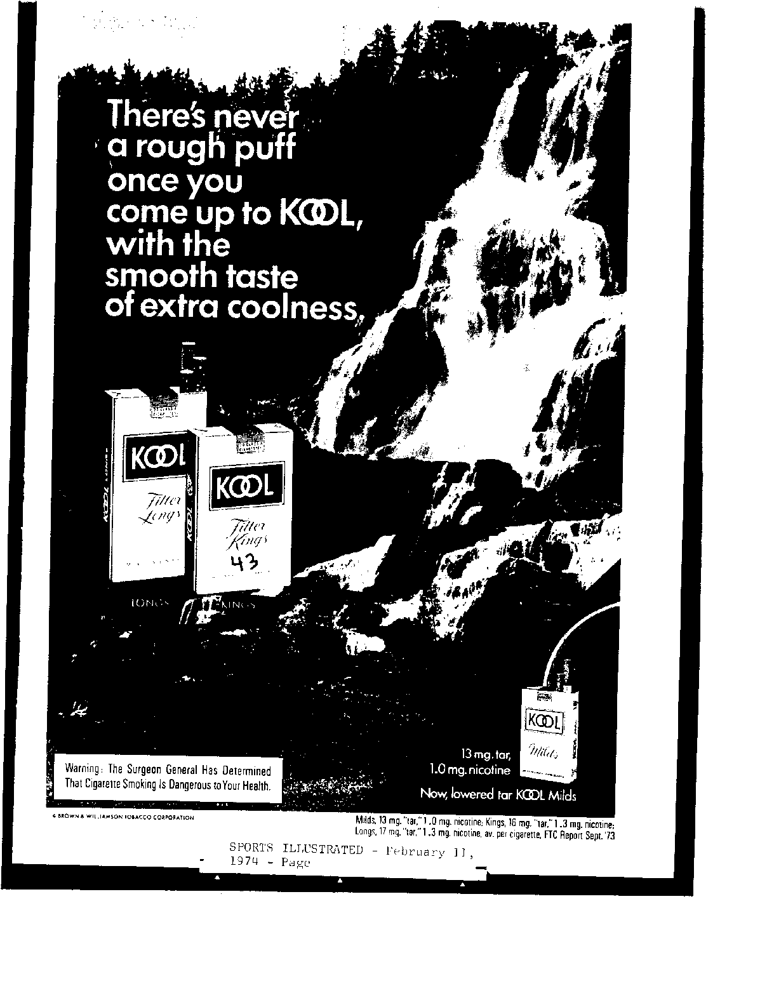 There's never
a rough puff
once you
come up to KOOL,
with the
smooth taste
of extra coolness.
KOOL
Filter
Longs
KOOL
KOOL
Filter
Kings
43
LONGS
KINGS
KOOL
Milds
13 mg. tar,
1.0 mg. nicotine
Now, lowered tar KOOL Milds
Warning: The Surgeon General Has Determined
That Cigarette Smoking Is Dangerous to Your Health.
BROWN & WILLIAMSON TOBACCO CORPORATION
Milds, 13 mg. "tar," 1.0 mg. nicotine; Kings, 16 mg. "tar," 1.3 mg. nicotine;
Longs, 17 mg. "tar," 1.3 mg. nicotine, av. per cigarette, FTC Report Sept. '73
SPORTS ILLUSTRATED - February 11,
1974 - Page